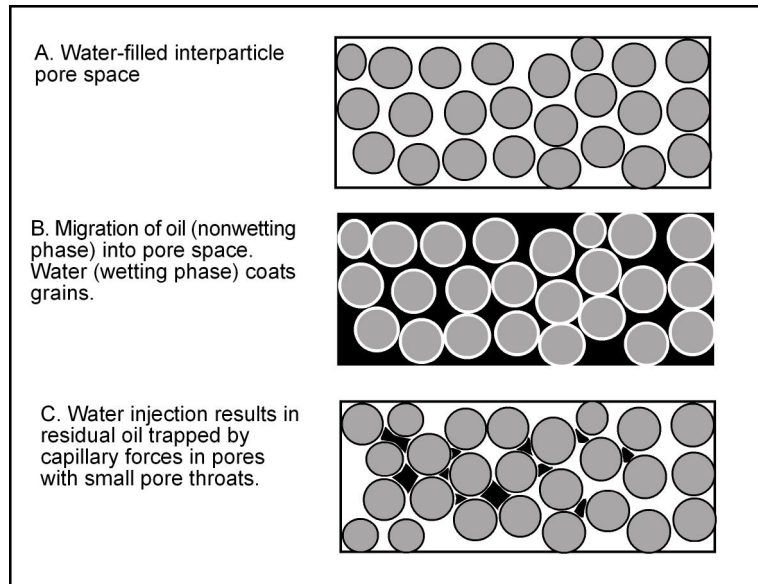 A. Water-filled interparticle
pore space
B. Migration of oil (nonwetting
phase) into pore space.
Water (wetting phase) coats
grains.
C. Water injection results in
residual oil trapped by
capillary forces in pores
with small pore throats.